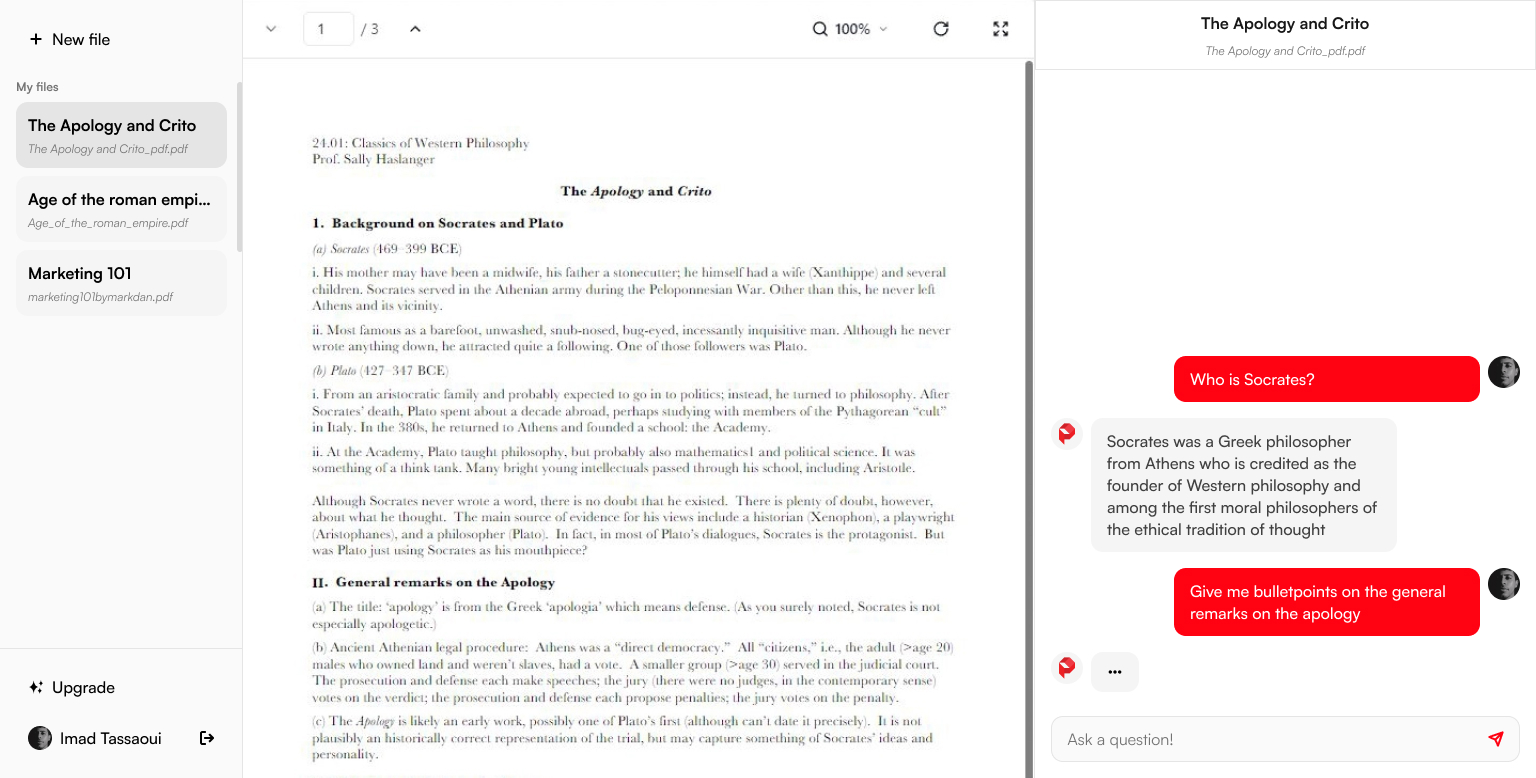 New file
My files
The Apology and Crito
The Apology and Crito_pdf.pdf
Age of the roman empi...
Age_of_the_roman_empire.pdf
Marketing 101
marketing101bymarkdan.pdf
Upgrade
Imad Tassaoui
1 / 3
100%
24.01: Classics of Western Philosophy
Prof. Sally Haslanger
The Apology and Crito
1. Background on Socrates and Plato
(a) Socrates (469–399 BCE)
i. His mother may have been a midwife, his father a stonecutter; he himself had a wife (Xanthippe) and several
children. Socrates served in the Athenian army during the Peloponnesian War. Other than this, he never left
Athens and its vicinity.
ii. Most famous as a barefoot, unwashed, snub-nosed, bug-eyed, incessantly inquisitive man. Although he never
wrote anything down, he attracted quite a following. One of those followers was Plato.
(b) Plato (427–347 BCE)
i. From an aristocratic family and probably expected to go in to politics; instead, he turned to philosophy. After
Socrates’ death, Plato spent about a decade abroad, perhaps studying with members of the Pythagorean “cult”
in Italy. In the 380s, he returned to Athens and founded a school: the Academy.
ii. At the Academy, Plato taught philosophy, but probably also mathematics1 and political science. It was
something of a think tank. Many bright young intellectuals passed through his school, including Aristotle.
Although Socrates never wrote a word, there is no doubt that he existed. There is plenty of doubt, however,
about what he thought. The main source of evidence for his views include a historian (Xenophon), a playwright
(Aristophanes), and a philosopher (Plato). In fact, in most of Plato’s dialogues, Socrates is the protagonist. But
was Plato just using Socrates as his mouthpiece?
II. General remarks on the Apology
(a) The title: ‘apology’ is from the Greek ‘apologia’ which means defense. (As you surely noted, Socrates is not
especially apologetic.)
(b) Ancient Athenian legal procedure: Athens was a “direct democracy.” All “citizens,” i.e., the adult (>age 20)
males who owned land and weren’t slaves, had a vote. A smaller group (>age 30) served in the judicial court.
The prosecution and defense each make speeches; the jury (there were no judges, in the contemporary sense)
votes on the verdict; the prosecution and defense each propose penalties; the jury votes on the penalty.
(c) The Apology is likely an early work, possibly one of Plato’s first (although can’t date it precisely). It is not
plausibly an historically correct representation of the trial, but may capture something of Socrates’ ideas and
personality.
The Apology and Crito
The Apology and Crito_pdf.pdf
Who is Socrates?
Socrates was a Greek philosopher
from Athens who is credited as the
founder of Western philosophy and
among the first moral philosophers of
the ethical tradition of thought
Give me bulletpoints on the general
remarks on the apology
...
Ask a question!